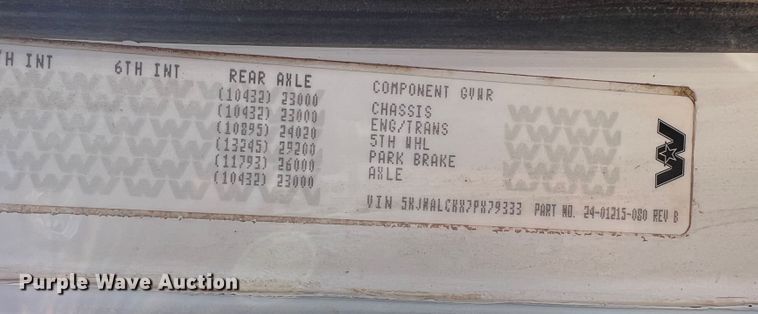 TH INT 6TH INT REAR AXLE COMPONENT GVWR
(10432) 23000
(10432) 23000 CHASSIS
(10895) 24020 ENG/TRANS
(13245) 29200 5TH WHL
(11793) 26000 PARK BRAKE
(10432) 23000 AXLE
VIN 5KJNALCKX7PX79333 PART NO. 24-01215-080 REV B
Purple Wave Auction